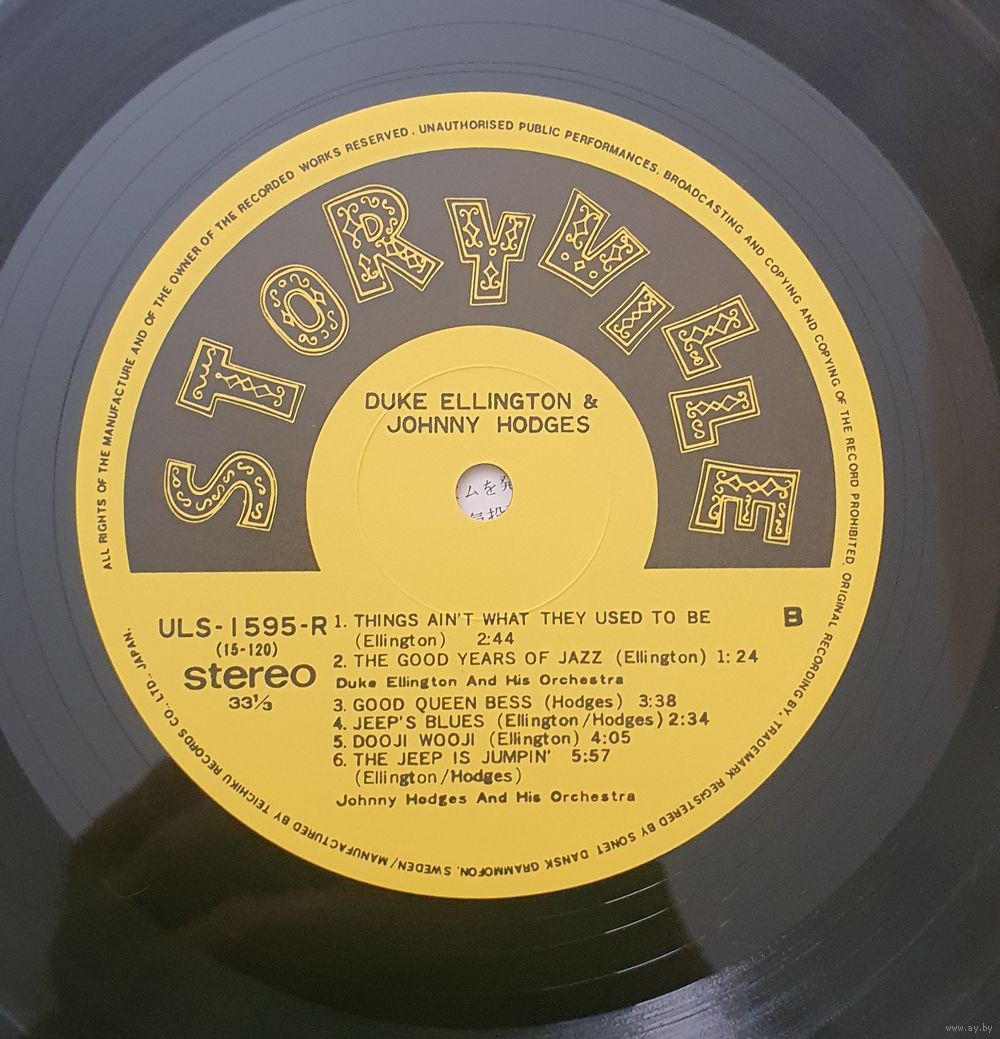 ALL RIGHTS OF THE MANUFACTURE AND OF THE OWNER OF THE RECORDED WORKS RESERVED. UNAUTHORISED PUBLIC PERFORMANCES, BROADCASTING AND COPYING AND COPYING OF THE RECORD PROHIBITED. ORIGINAL RECORDING BY, TRADEMARK REGISTERED BY SONET DANSK GRAMMOFON, SWEDEN/MANUFACTURED BY TEICHIKU RECORDS CO., LTD., JAPAN.
STORYVILLE
DUKE ELLINGTON &
JOHNNY HODGES
ムを発
ULS-1595-R
(15-120)
stereo
33⅓
B
1. THINGS AIN'T WHAT THEY USED TO BE
(Ellington) 2:44
2. THE GOOD YEARS OF JAZZ (Ellington) 1:24
Duke Ellington And His Orchestra
3. GOOD QUEEN BESS (Hodges) 3:38
4. JEEP'S BLUES (Ellington/Hodges) 2:34
5. DOOJI WOOJI (Ellington) 4:05
6. THE JEEP IS JUMPIN' 5:57
(Ellington/Hodges)
Johnny Hodges And His Orchestra
www.ay.by